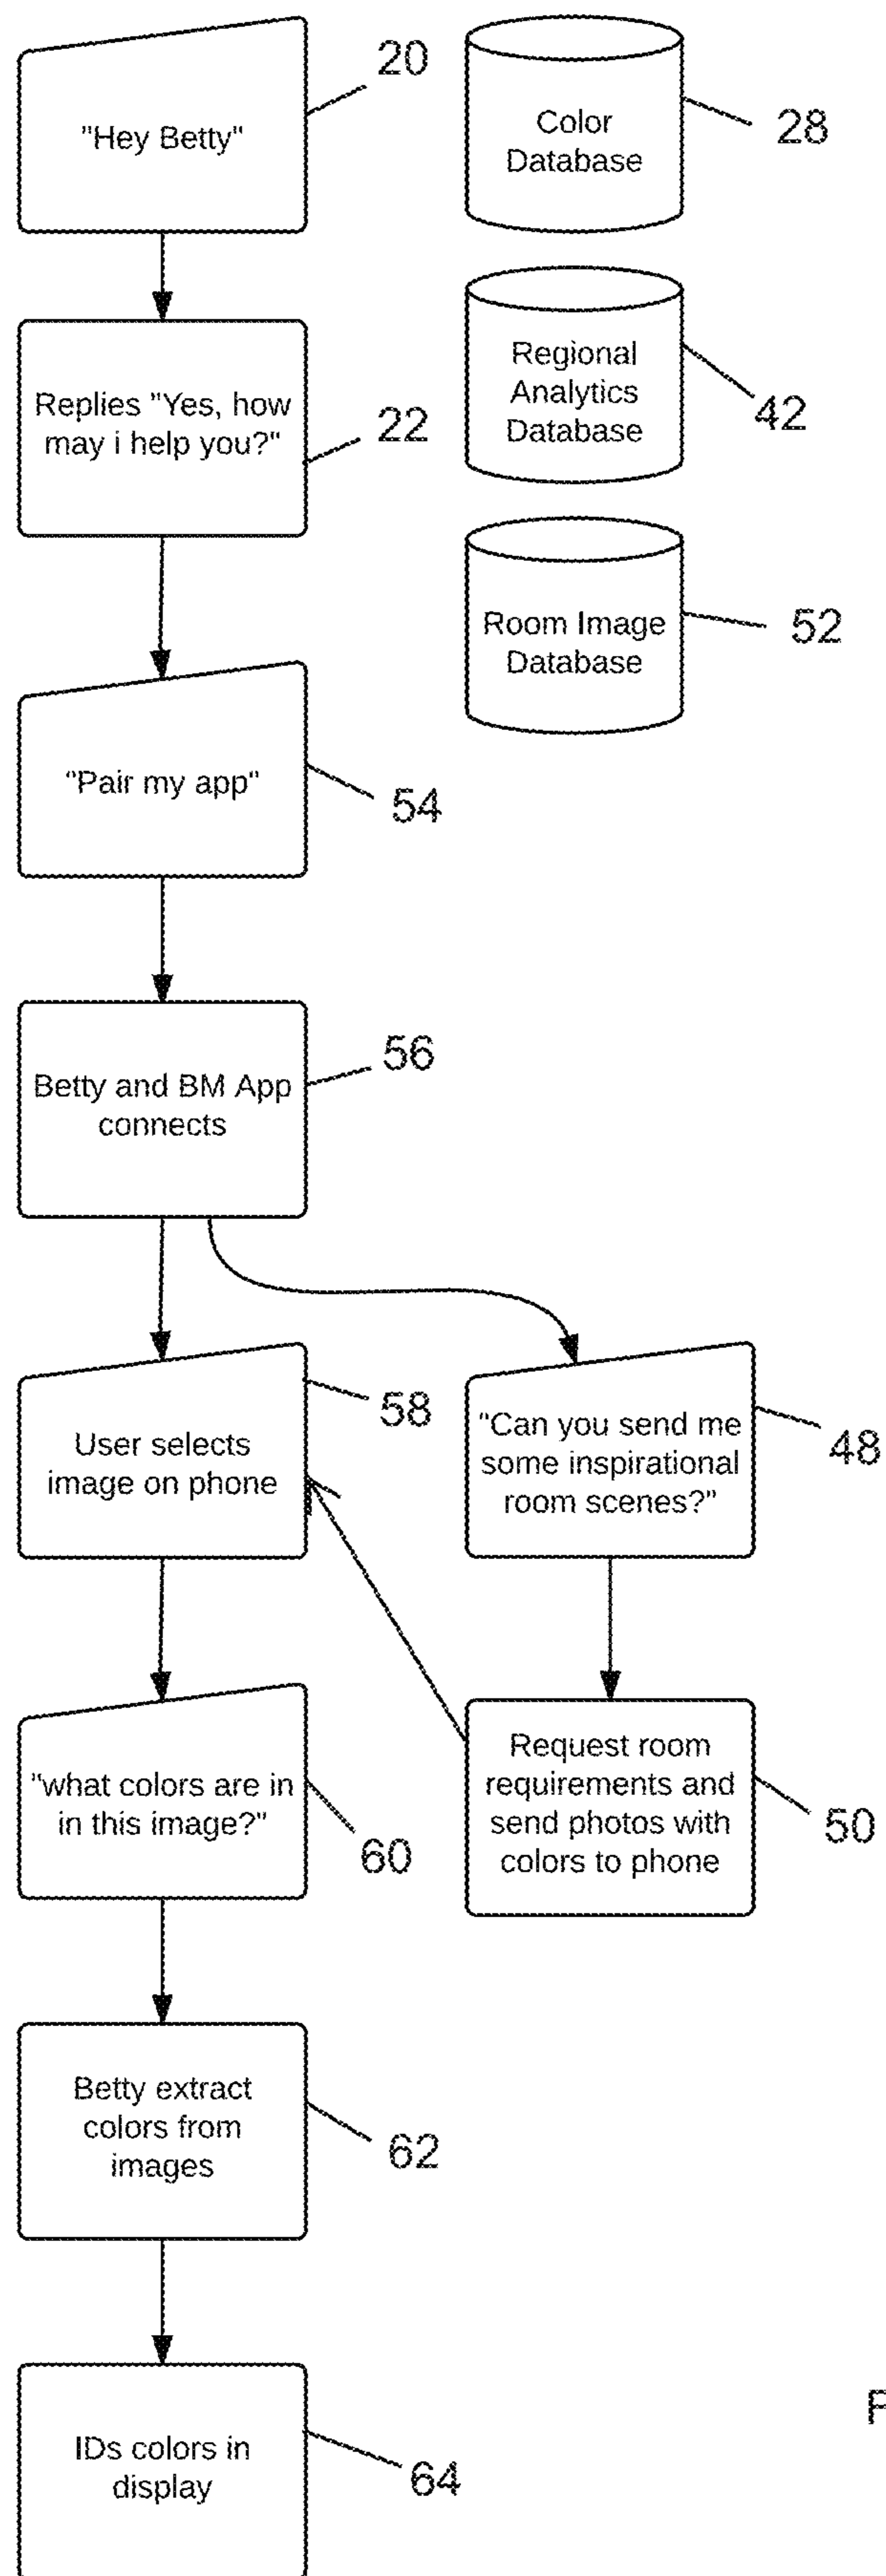 "Hey Betty"
20
Color
Database
28
Replies "Yes, how
may i help you?"
22
Regional
Analytics
Database
42
Room Image
Database
52
"Pair my app"
54
Betty and BM App
connects
56
User selects
image on phone
58
"Can you send me
some inspirational
room scenes?"
48
"what colors are in
in this image?"
60
Request room
requirements and
send photos with
colors to phone
50
Betty extract
colors from
images
62
IDs colors in
display
64
F